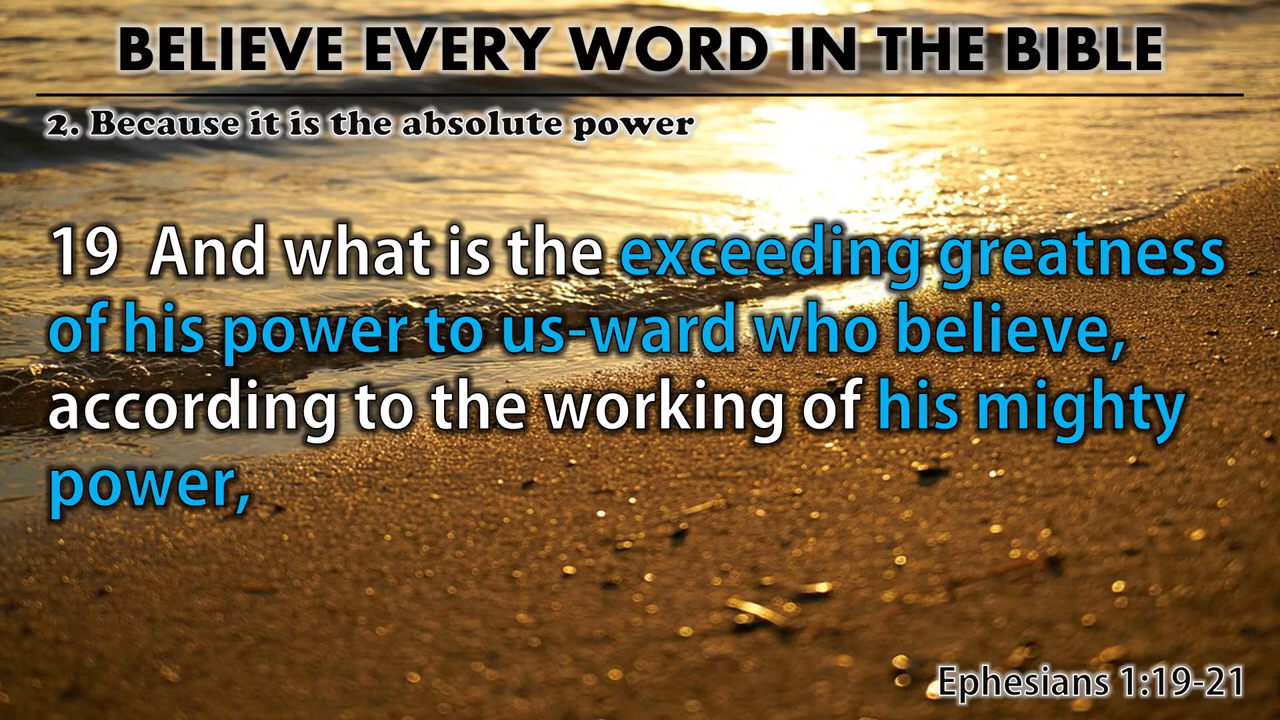 BELIEVE EVERY WORD IN THE BIBLE
2. Because it is the absolute power
19 And what is the exceeding greatness
of his power to us-ward who believe,
according to the working of his mighty
power,
Ephesians 1:19-21